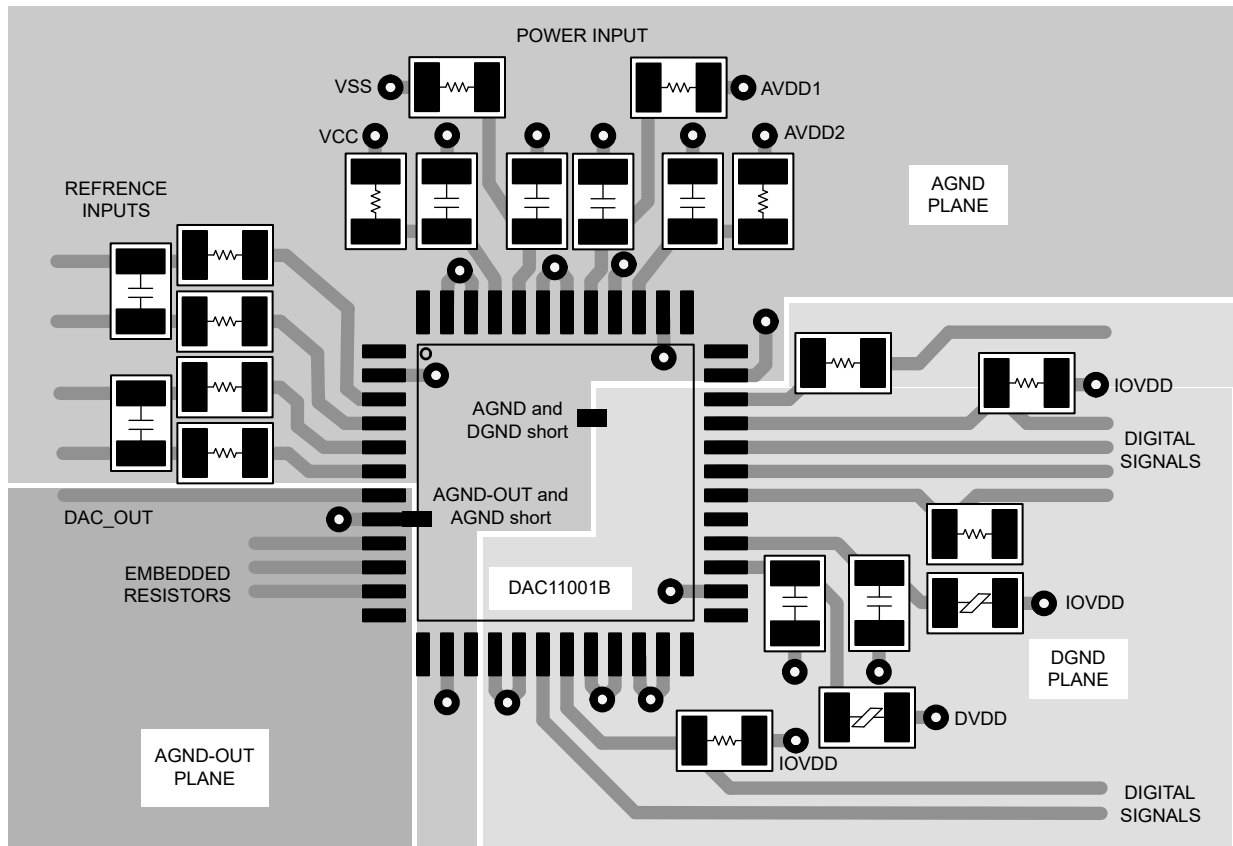 POWER INPUT
VSS
AVDD1
VCC
AVDD2
REFRENCE
INPUTS
AGND
PLANE
IOVDD
AGND and
DGND short
DIGITAL
SIGNALS
AGND-OUT and
AGND short
DAC_OUT
EMBEDDED
RESISTORS
DAC11001B
IOVDD
DGND
PLANE
DVDD
AGND-OUT
PLANE
IOVDD
DIGITAL
SIGNALS